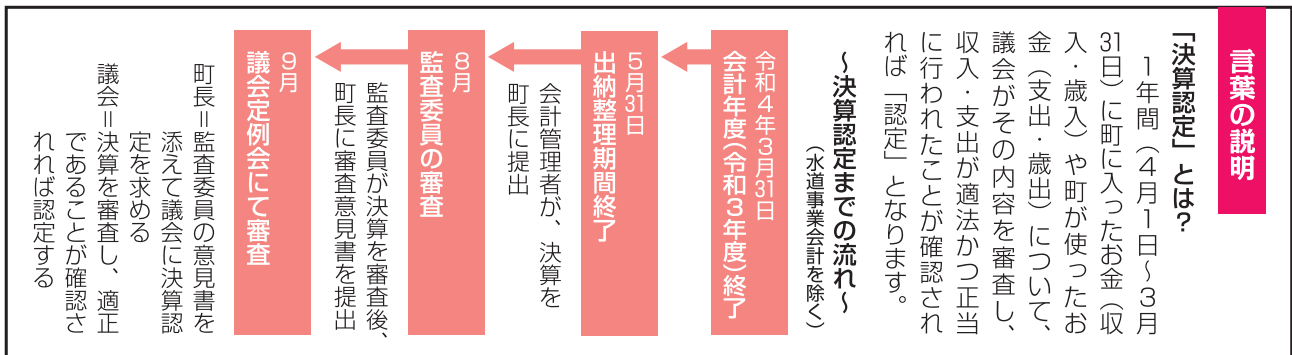 言葉の説明
「決算認定」とは？
1年間（4月1日～3月
31日）に町に入ったお金（収
入・歳入）や町が使ったお
金（支出・歳出）について、
議会がその内容を審査し、
収入・支出が適法かつ正当
に行われたことが確認され
れば「認定」となります。
～決算認定までの流れ～
（水道事業会計を除く）
令和4年3月31日
会計年度（令和3年度）終了
5月31日
出納整理期間終了
会計管理者が、決算を
町長に提出
8月
監査委員の審査
監査委員が決算を審査後、
町長に審査意見書を提出
9月
議会定例会にて審査
町長＝監査委員の意見書を
添えて議会に決算認
定を求める
議会＝決算を審査し、適正
であることが確認さ
れれば認定する